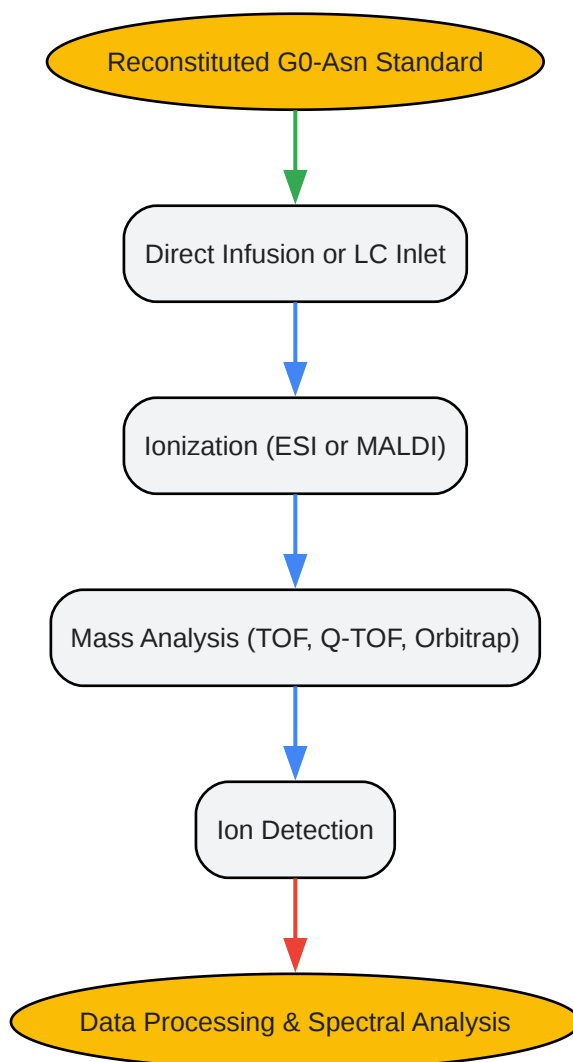 Reconstituted G0-Asn Standard
Direct Infusion or LC Inlet
Ionization (ESI or MALDI)
Mass Analysis (TOF, Q-TOF, Orbitrap)
Ion Detection
Data Processing & Spectral Analysis